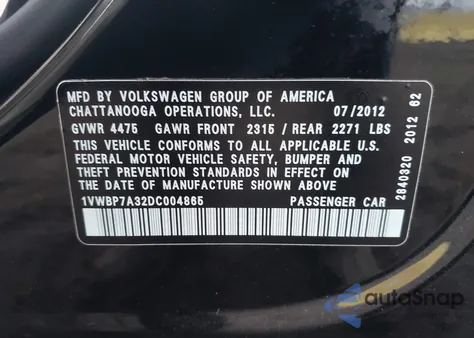 MFD BY VOLKSWAGEN GROUP OF AMERICA
CHATTANOOGA OPERATIONS, LLC. 07/2012
GVWR 4475 GAWR FRONT 2315 / REAR 2271 LBS
THIS VEHICLE CONFORMS TO ALL APPLICABLE U.S.
FEDERAL MOTOR VEHICLE SAFETY, BUMPER AND
THEFT PREVENTION STANDARDS IN EFFECT ON
THE DATE OF MANUFACTURE SHOWN ABOVE
1VWBP7A32DC004865 PASSENGER CAR
2840320 2012 62
autoSnap